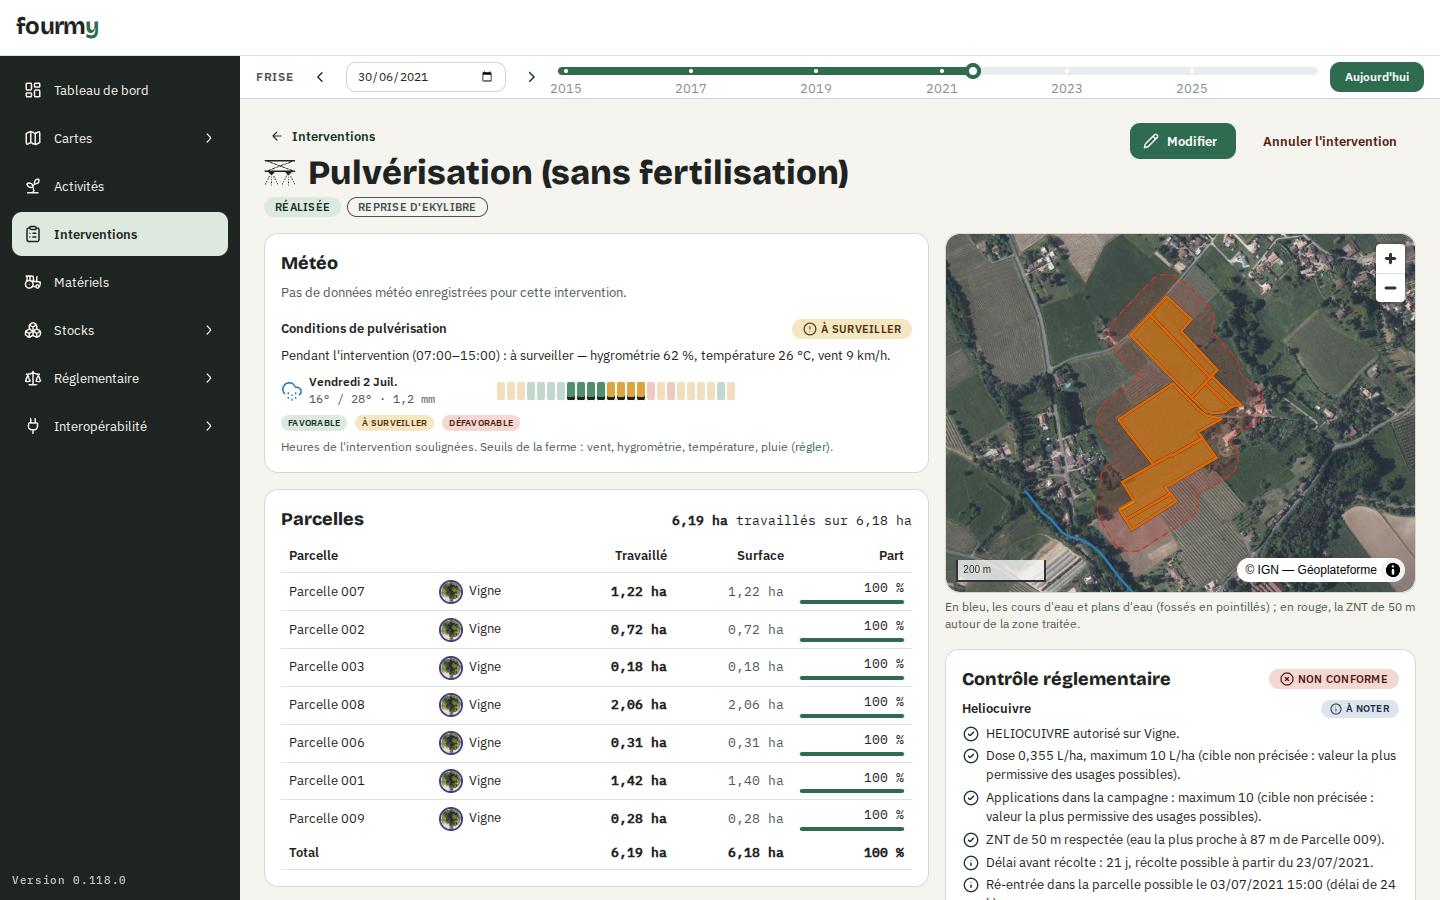 fourmy
FRISE
30/06/2021
2015
2017
2019
2021
2023
2025
Aujourd'hui
Tableau de bord
Cartes
Activités
Interventions
Matériels
Stocks
Réglementaire
Interopérabilité
Version 0.118.0
Interventions
Modifier
Annuler l'intervention
Pulvérisation (sans fertilisation)
RÉALISÉE
REPRISE D'EKYLIBRE
Météo
Pas de données météo enregistrées pour cette intervention.
Conditions de pulvérisation
À SURVEILLER
Pendant l'intervention (07:00–15:00) : à surveiller — hygrométrie 62 %, température 26 °C, vent 9 km/h.
Vendredi 2 Juil.
16° / 28° · 1,2 mm
FAVORABLE
À SURVEILLER
DÉFAVORABLE
Heures de l'intervention soulignées. Seuils de la ferme : vent, hygrométrie, température, pluie (régler).
Parcelles
6,19 ha travaillés sur 6,18 ha
Parcelle Travaillé Surface Part
Parcelle 007 Vigne 1,22 ha 1,22 ha 100 %
Parcelle 002 Vigne 0,72 ha 0,72 ha 100 %
Parcelle 003 Vigne 0,18 ha 0,18 ha 100 %
Parcelle 008 Vigne 2,06 ha 2,06 ha 100 %
Parcelle 006 Vigne 0,31 ha 0,31 ha 100 %
Parcelle 001 Vigne 1,42 ha 1,40 ha 100 %
Parcelle 009 Vigne 0,28 ha 0,28 ha 100 %
Total 6,19 ha 6,18 ha 100 %
200 m
© IGN — Géoplateforme
En bleu, les cours d'eau et plans d'eau (fossés en pointillés) ; en rouge, la ZNT de 50 m
autour de la zone traitée.
Contrôle réglementaire
NON CONFORME
Heliocuivre
À NOTER
HELIOCUIVRE autorisé sur Vigne.
Dose 0,355 L/ha, maximum 10 L/ha (cible non précisée : valeur la plus
permissive des usages possibles).
Applications dans la campagne : maximum 10 (cible non précisée :
valeur la plus permissive des usages possibles).
ZNT de 50 m respectée (eau la plus proche à 87 m de Parcelle 009).
Délai avant récolte : 21 j, récolte possible à partir du 23/07/2021.
Ré-entrée dans la parcelle possible le 03/07/2021 15:00 (délai de 24